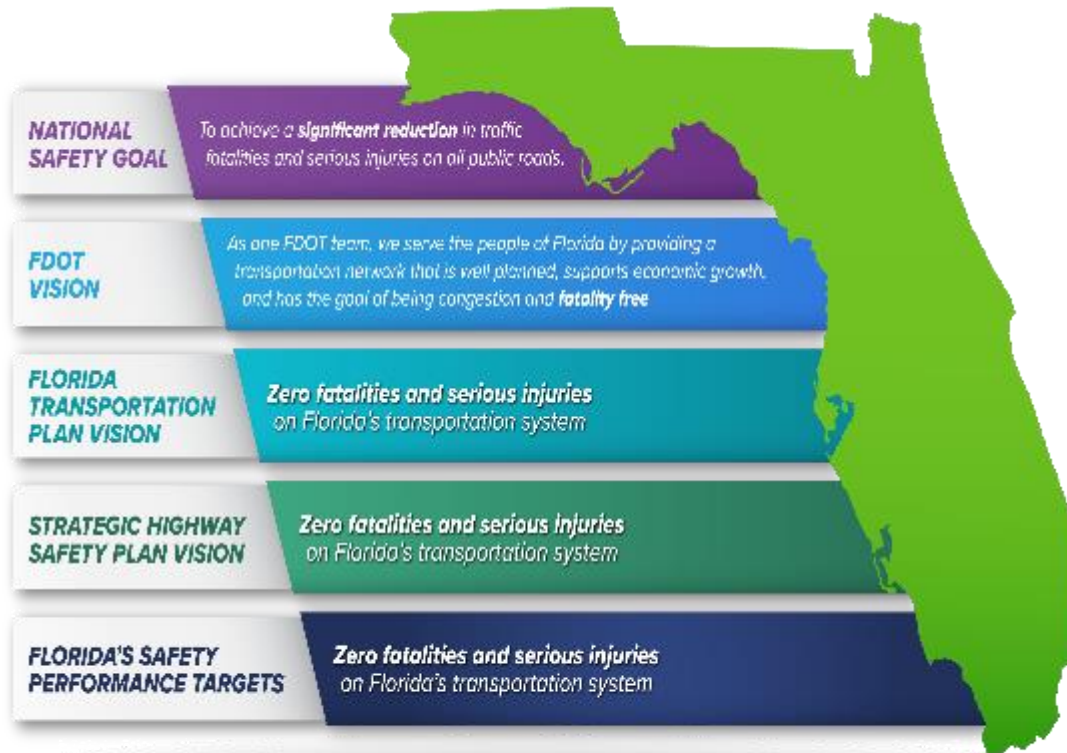 NATIONAL
SAFETY GOAL
To achieve a significant reduction in traffic
fatalities and serious injuries on all public roads.
FDOT
VISION
As one FDOT team, we serve the people of Florida by providing a
transportation network that is well planned, supports economic growth,
and has the goal of being congestion and fatality free
FLORIDA
TRANSPORTATION
PLAN VISION
Zero fatalities and serious injuries
on Florida's transportation system
STRATEGIC HIGHWAY
SAFETY PLAN VISION
Zero fatalities and serious injuries
on Florida's transportation system
FLORIDA'S SAFETY
PERFORMANCE TARGETS
Zero fatalities and serious injuries
on Florida's transportation system